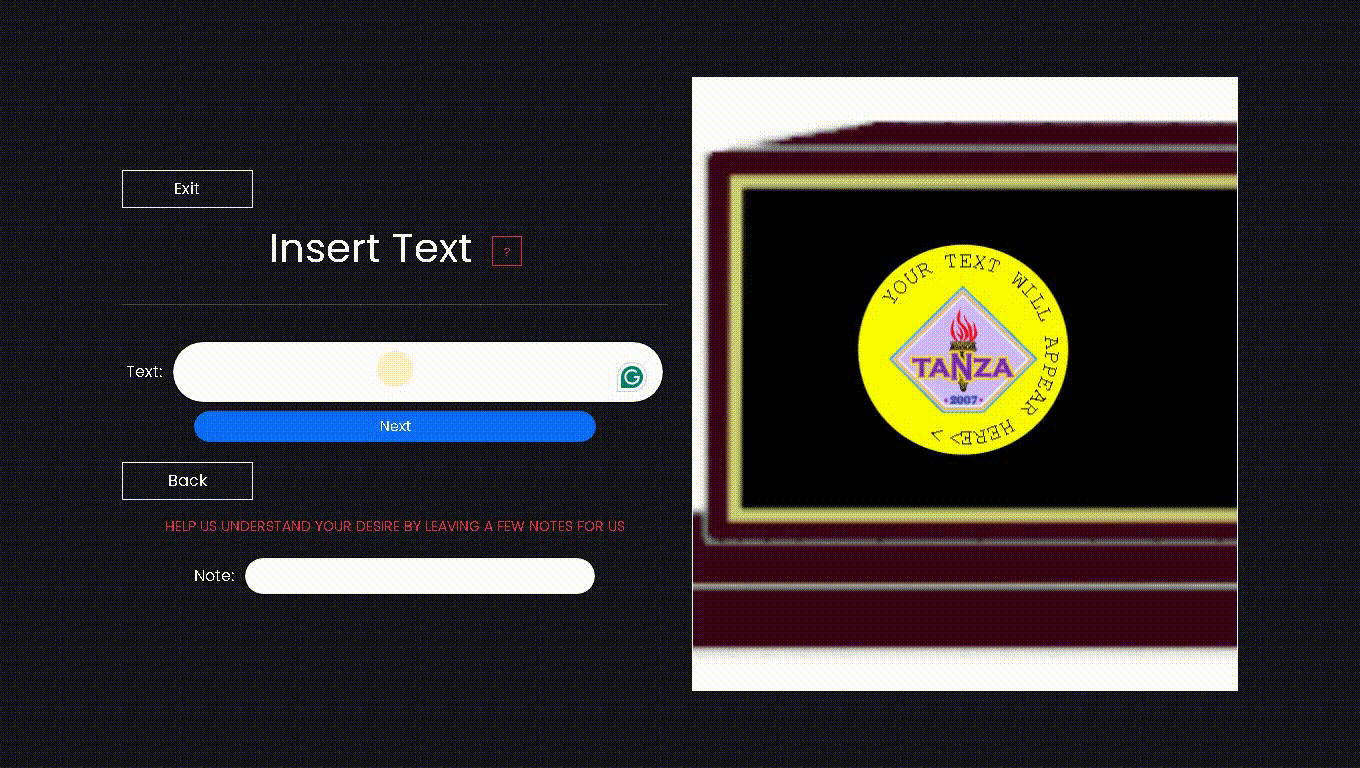 Exit
Insert Text ?
Text:
Next
Back
HELP US UNDERSTAND YOUR DESIRE BY LEAVING A FEW NOTES FOR US
Note:
YOUR TEXT WILL APPEAR HERE> >
TANZA
• 2007 •